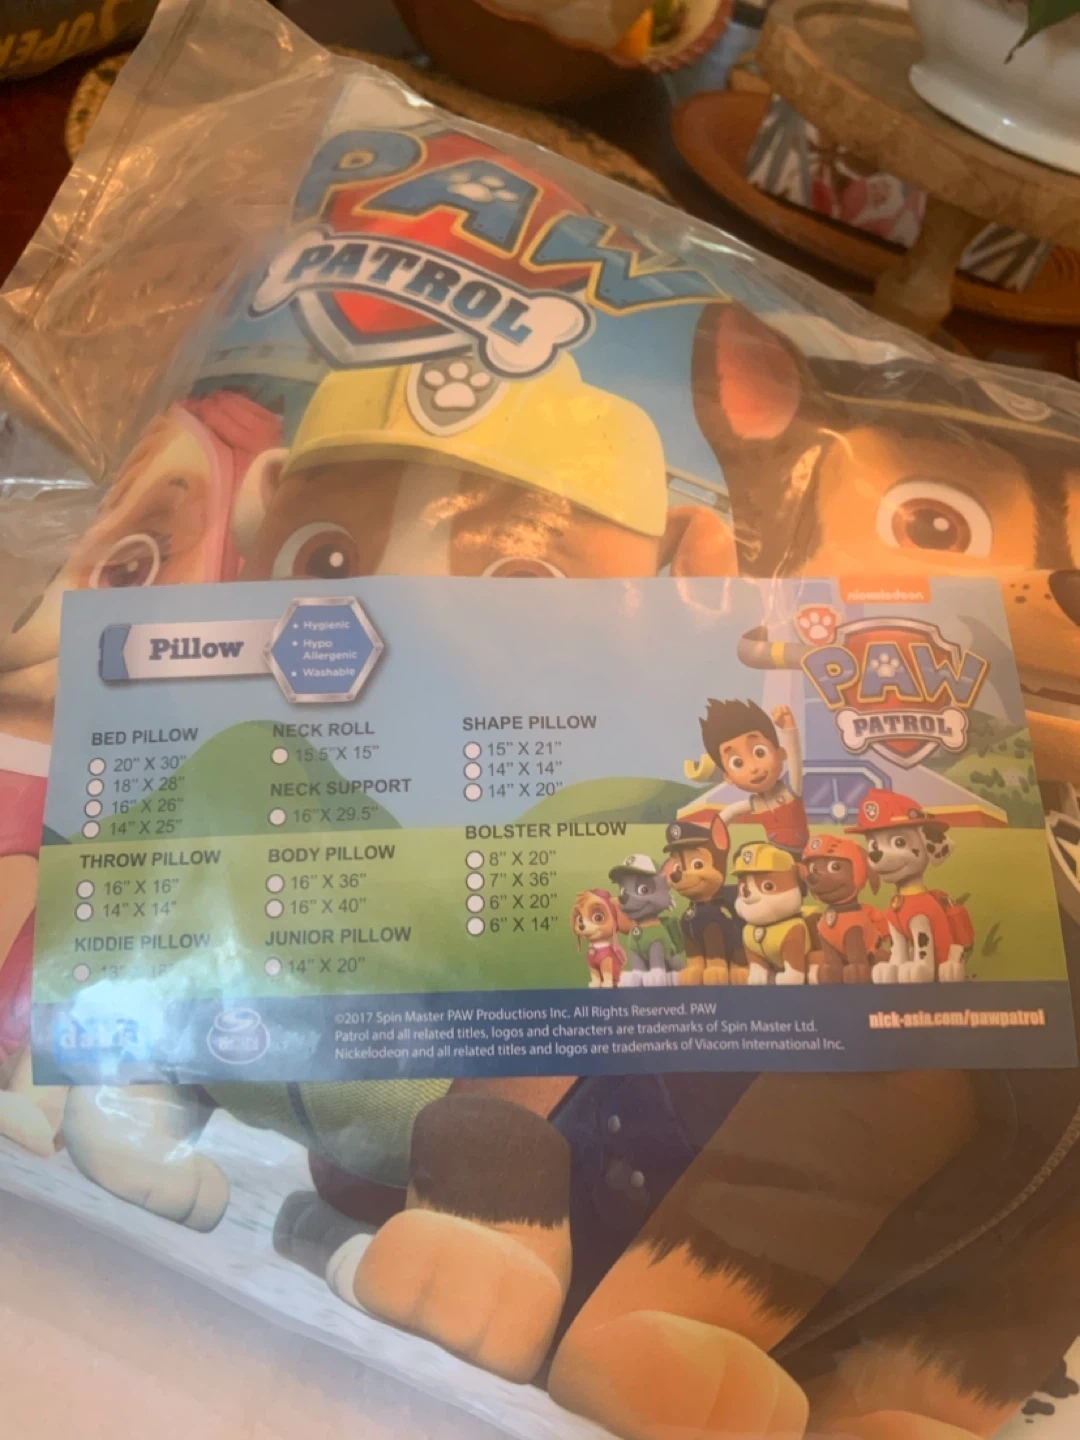 SUPER
PAW
PATROL
nickelodeon
PAW
PATROL
Pillow
• Hygienic
• Hypo
Allergenic
• Washable
BED PILLOW
20" X 30"
18" X 28"
16" X 26"
14" X 25"
THROW PILLOW
16" X 16"
14" X 14"
KIDDIE PILLOW
NECK ROLL
15.5"X 15"
NECK SUPPORT
16"X 29.5"
BODY PILLOW
16" X 36"
16" X 40"
JUNIOR PILLOW
14" X 20"
SHAPE PILLOW
15" X 21"
14" X 14"
14" X 20"
BOLSTER PILLOW
8" X 20"
7" X 36"
6" X 20"
6" X 14"
©2017 Spin Master PAW Productions Inc. All Rights Reserved. PAW
Patrol and all related titles, logos and characters are trademarks of Spin Master Ltd.
Nickelodeon and all related titles and logos are trademarks of Viacom International Inc.
nick-asia.com/pawpatrol